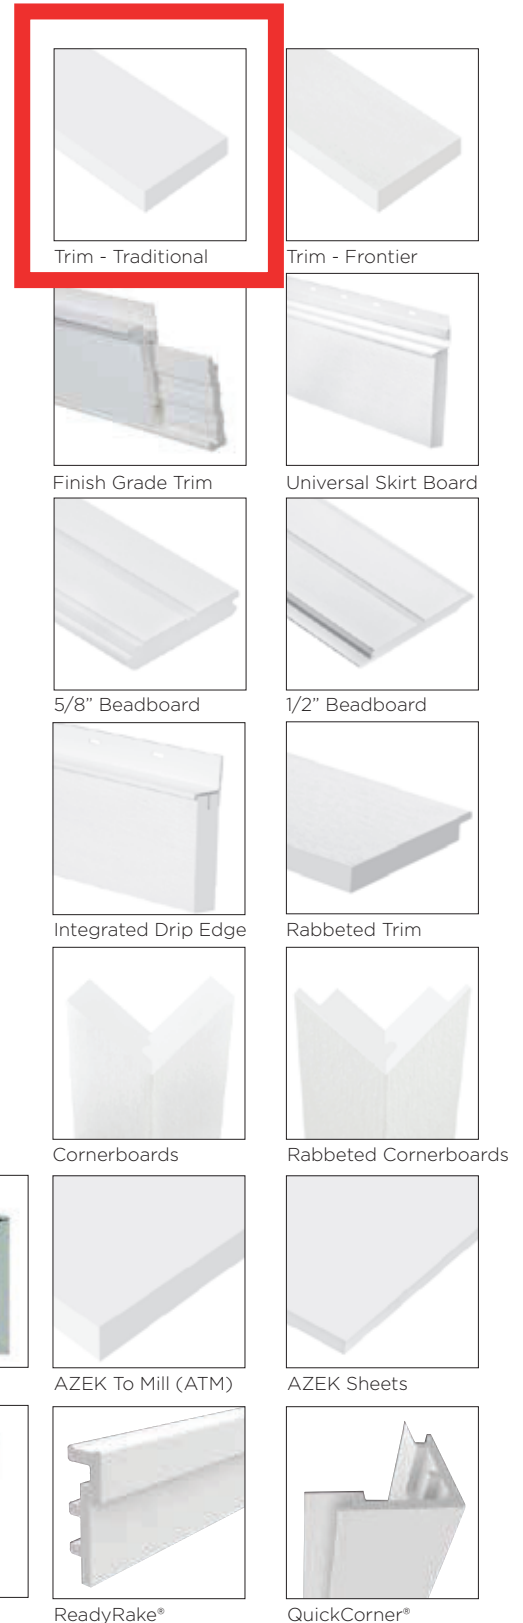 Trim - Traditional
Trim - Frontier
Finish Grade Trim
Universal Skirt Board
5/8” Beadboard
1/2” Beadboard
Integrated Drip Edge
Rabbeted Trim
Cornerboards
Rabbeted Cornerboards
AZEK To Mill (ATM)
AZEK Sheets
ReadyRake®
QuickCorner®